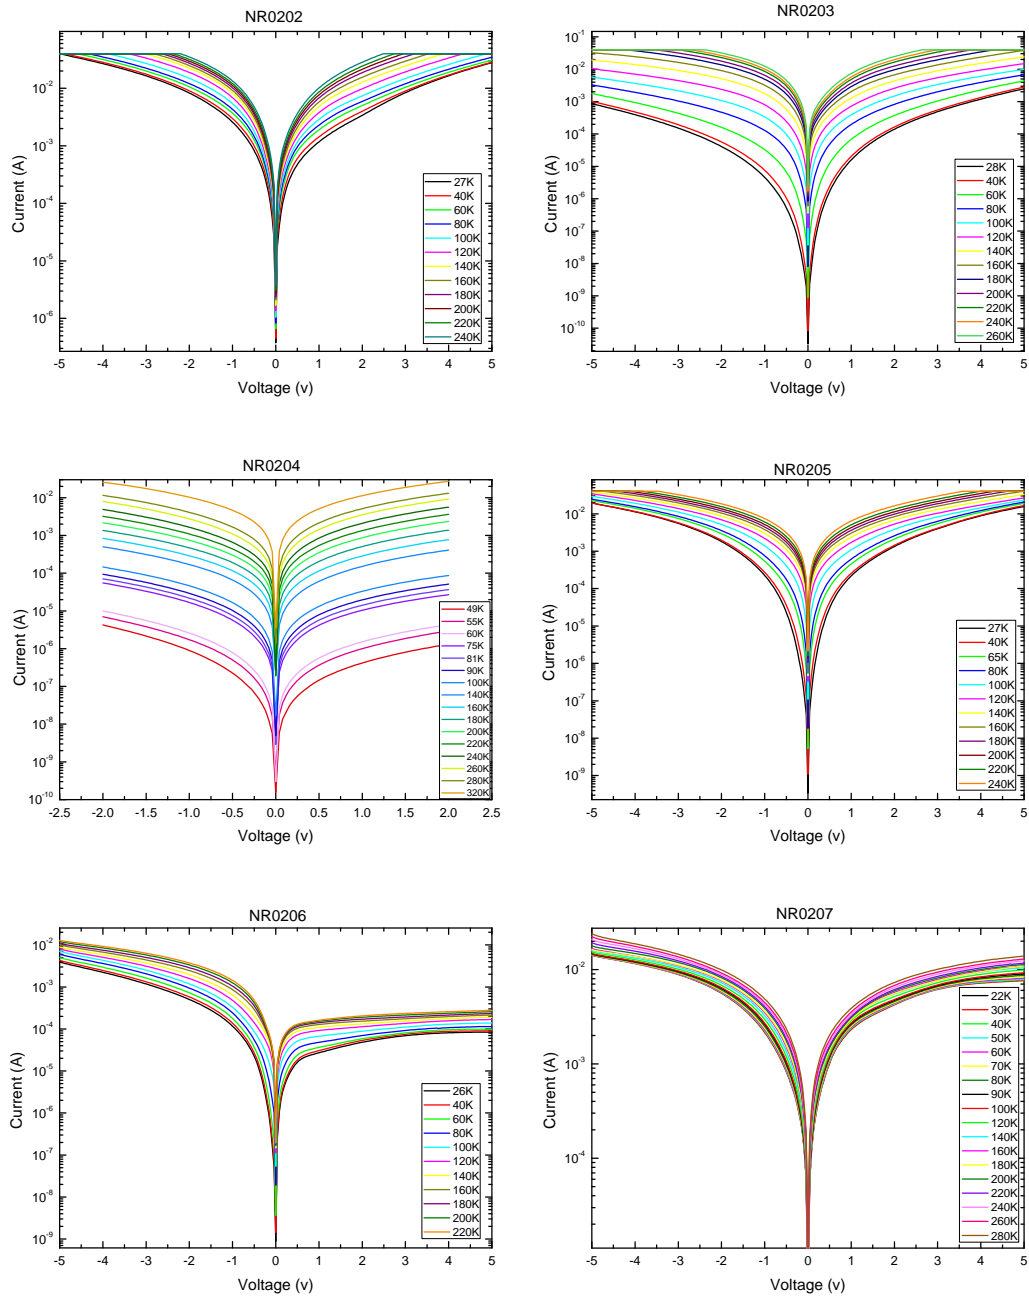 NR0202
Current (A)
10^-2
10^-3
10^-4
10^-5
10^-6
27K
40K
60K
80K
100K
120K
140K
160K
180K
200K
220K
240K
-5 -4 -3 -2 -1 0 1 2 3 4 5
Voltage (v)
NR0203
Current (A)
10^-1
10^-2
10^-3
10^-4
10^-5
10^-6
10^-7
10^-8
10^-9
10^-10
28K
40K
60K
80K
100K
120K
140K
160K
180K
200K
220K
240K
260K
-5 -4 -3 -2 -1 0 1 2 3 4 5
Voltage (v)
NR0204
Current (A)
10^-2
10^-3
10^-4
10^-5
10^-6
10^-7
10^-8
10^-9
10^-10
49K
55K
60K
75K
81K
90K
100K
140K
160K
180K
200K
220K
240K
260K
280K
320K
-2.5 -2.0 -1.5 -1.0 -0.5 0.0 0.5 1.0 1.5 2.0 2.5
Voltage (v)
NR0205
Current (A)
10^-2
10^-3
10^-4
10^-5
10^-6
10^-7
10^-8
10^-9
27K
40K
65K
80K
100K
120K
140K
160K
180K
200K
220K
240K
-5 -4 -3 -2 -1 0 1 2 3 4 5
Voltage (v)
NR0206
Current (A)
10^-2
10^-3
10^-4
10^-5
10^-6
10^-7
10^-8
10^-9
26K
40K
60K
80K
100K
120K
140K
160K
180K
200K
220K
-5 -4 -3 -2 -1 0 1 2 3 4 5
Voltage (v)
NR0207
Current (A)
10^-2
10^-3
10^-4
22K
30K
40K
50K
60K
70K
80K
90K
100K
120K
140K
160K
180K
200K
220K
240K
260K
280K
-5 -4 -3 -2 -1 0 1 2 3 4 5
Voltage (v)